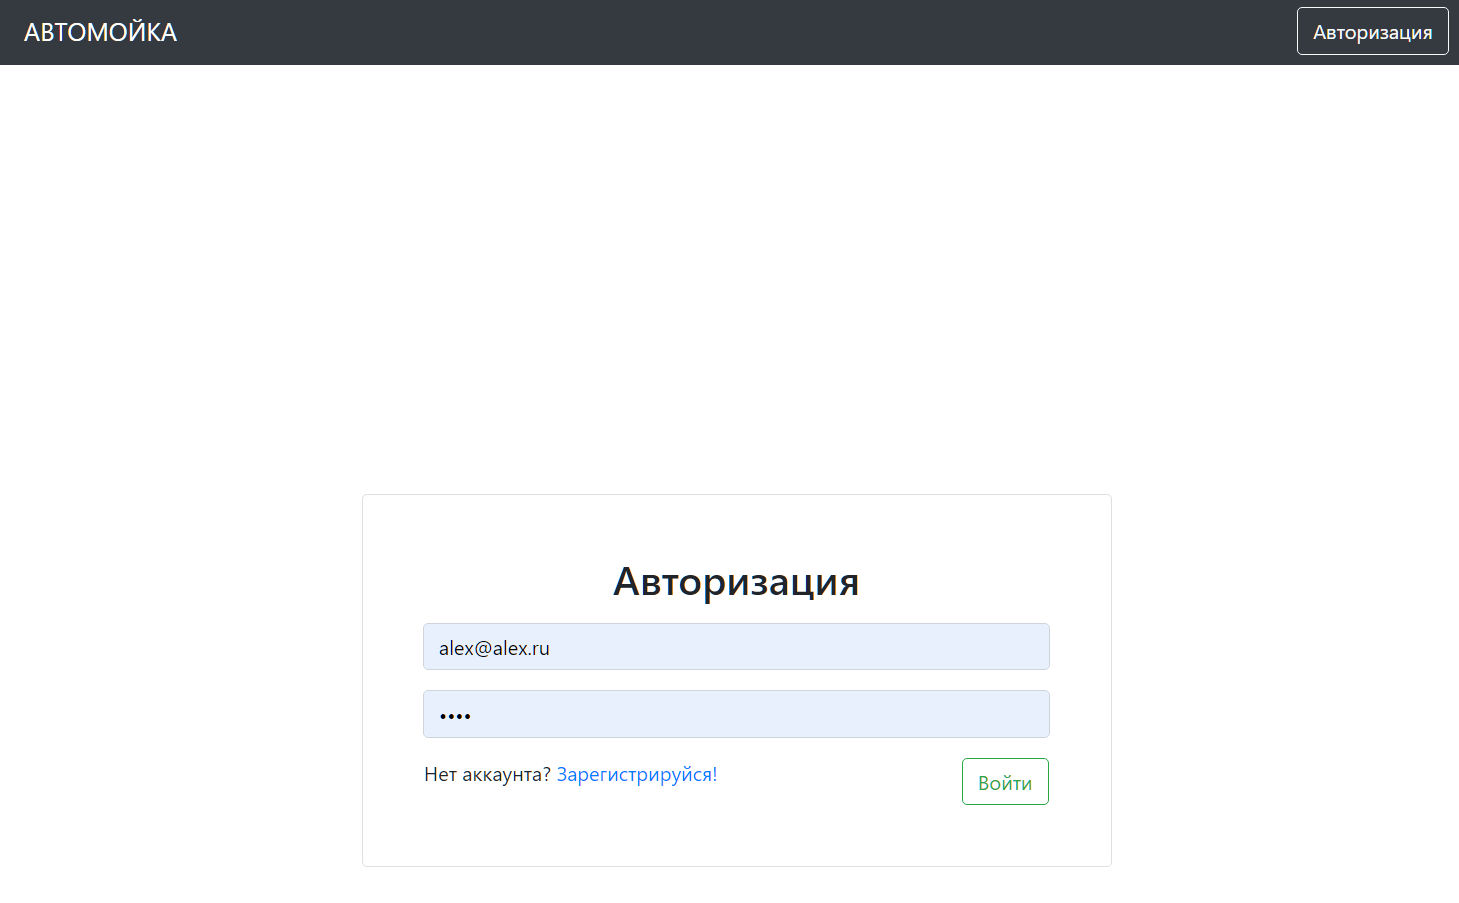 АВТОМОЙКА
Авторизация
Авторизация
alex@alex.ru
••••
Нет аккаунта? Зарегистрируйся!
Войти